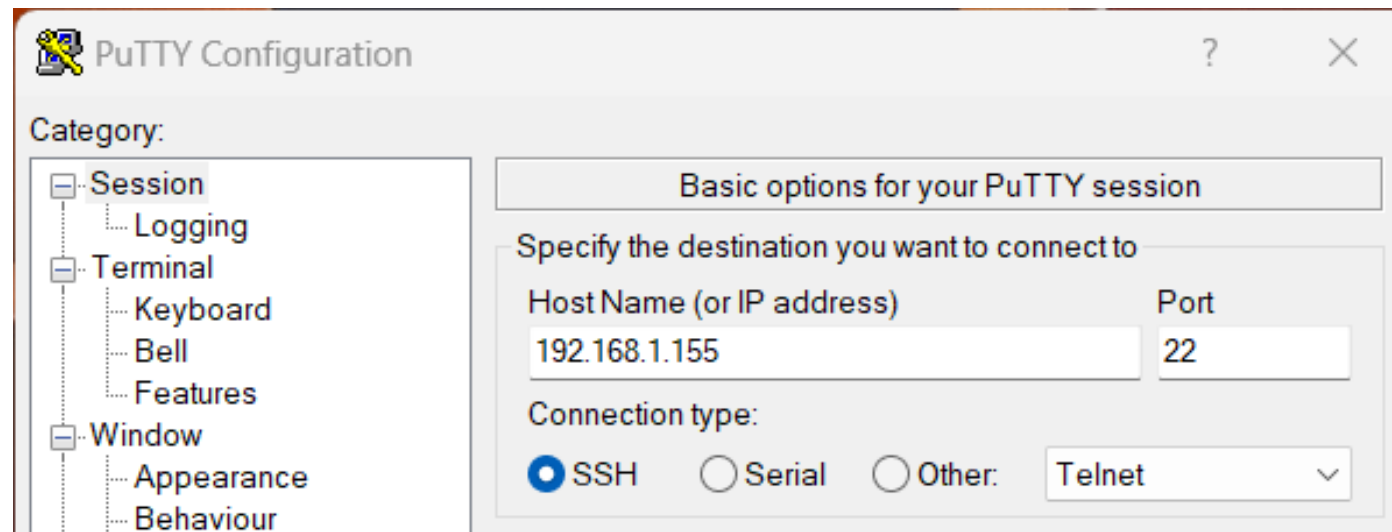 PuTTY Configuration
Category:
Session
Logging
Terminal
Keyboard
Bell
Features
Window
Appearance
Behaviour
Basic options for your PuTTY session
Specify the destination you want to connect to
Host Name (or IP address) Port
192.168.1.155 22
Connection type:
SSH Serial Other: Telnet